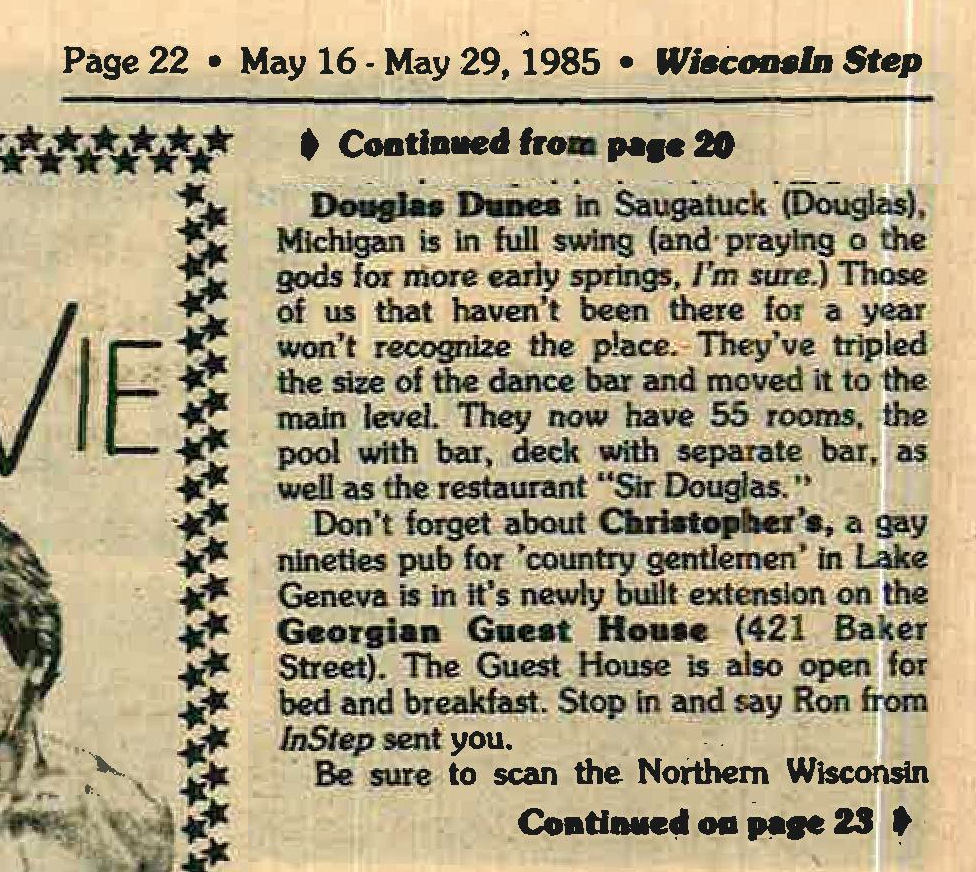 Page 22 • May 16 - May 29, 1985 • Wisconsin Step
Continued from page 20
VIE
Douglas Dunes in Saugatuck (Douglas),
Michigan is in full swing (and praying o the
gods for more early springs, I'm sure.) Those
of us that haven't been there for a year
won't recognize the place. They've tripled
the size of the dance bar and moved it to the
main level. They now have 55 rooms, the
pool with bar, deck with separate bar, as
well as the restaurant "Sir Douglas."
Don't forget about Christopher's, a gay
nineties pub for 'country gentlemen' in Lake
Geneva is in it's newly built extension on the
Georgian Guest House (421 Baker
Street). The Guest House is also open for
bed and breakfast. Stop in and say Ron from
InStep sent you.
Be sure to scan the Northern Wisconsin
Continued on page 23